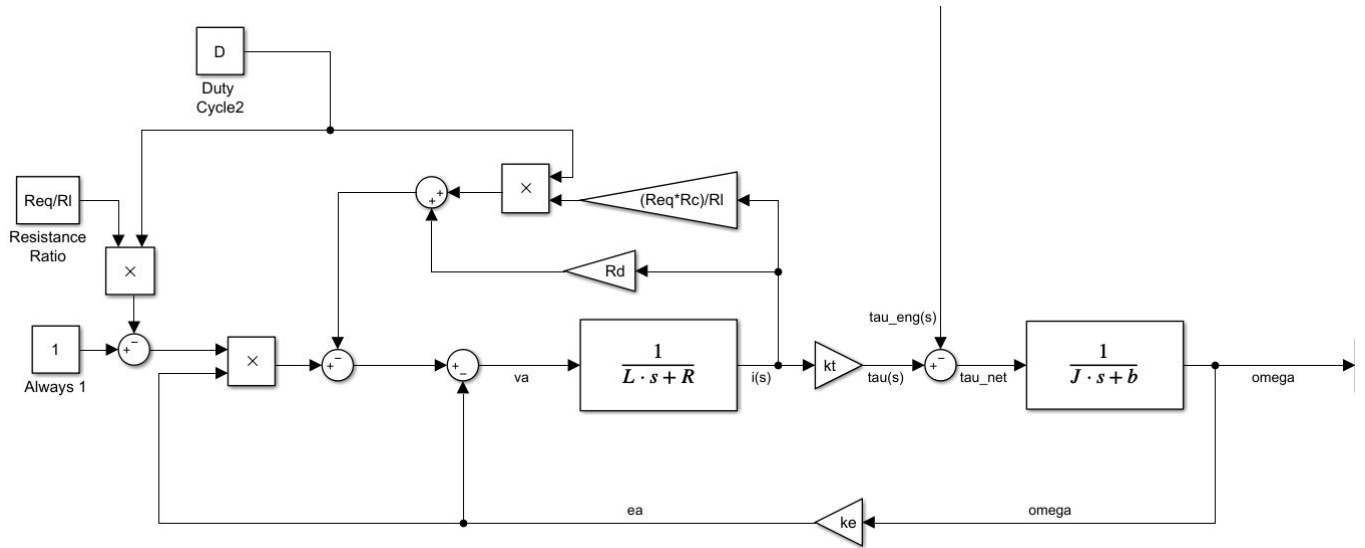 D
Duty
Cycle2
Req/Rl
Resistance
Ratio
×
×
(Req*Rc)/Rl
+
+
Rd
1
Always 1
+
−
×
+
−
+
−
va
1
L · s + R
i(s)
kt
tau(s)
tau_eng(s)
+
−
tau_net
1
J · s + b
omega
ea
ke
omega